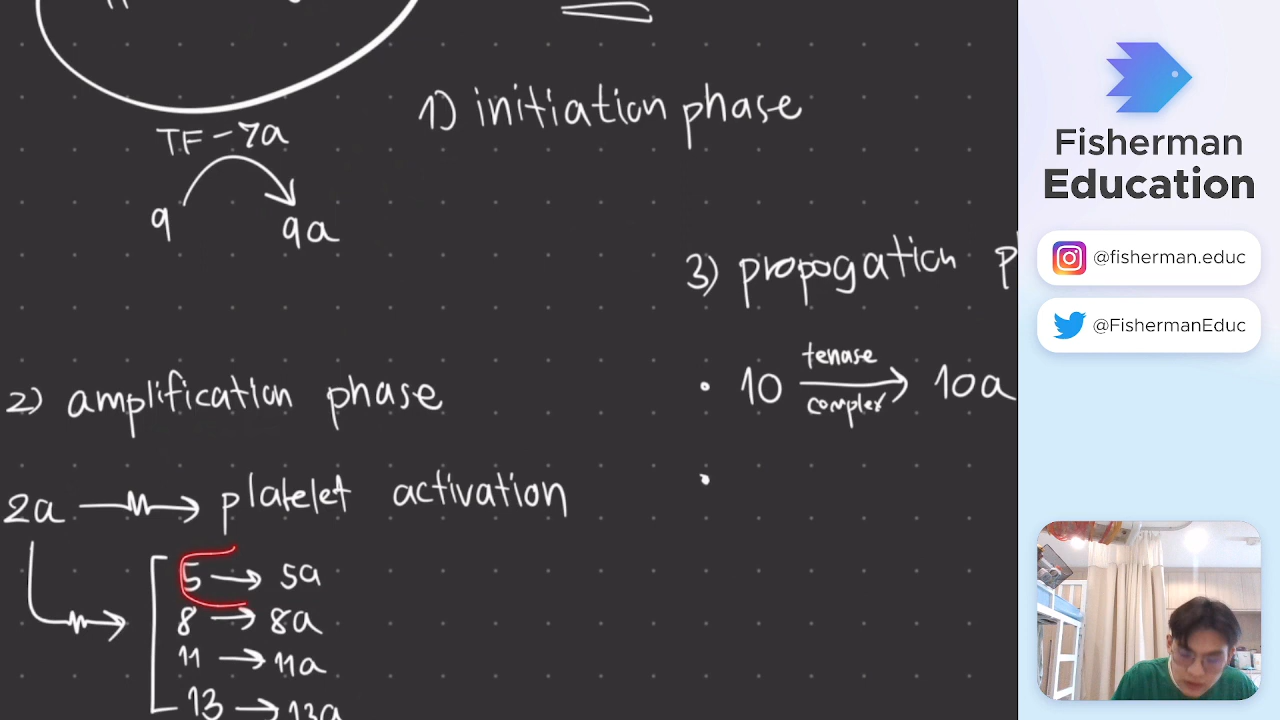 1) initiation phase
TF-7a
9 9a
3) propogation p
• 10 tenase complex 10a
2) amplification phase
2a platelet activation
5 → 5a
8 → 8a
11 → 11a
13 → 13a
Fisherman
Education
@fisherman.educ
@FishermanEduc